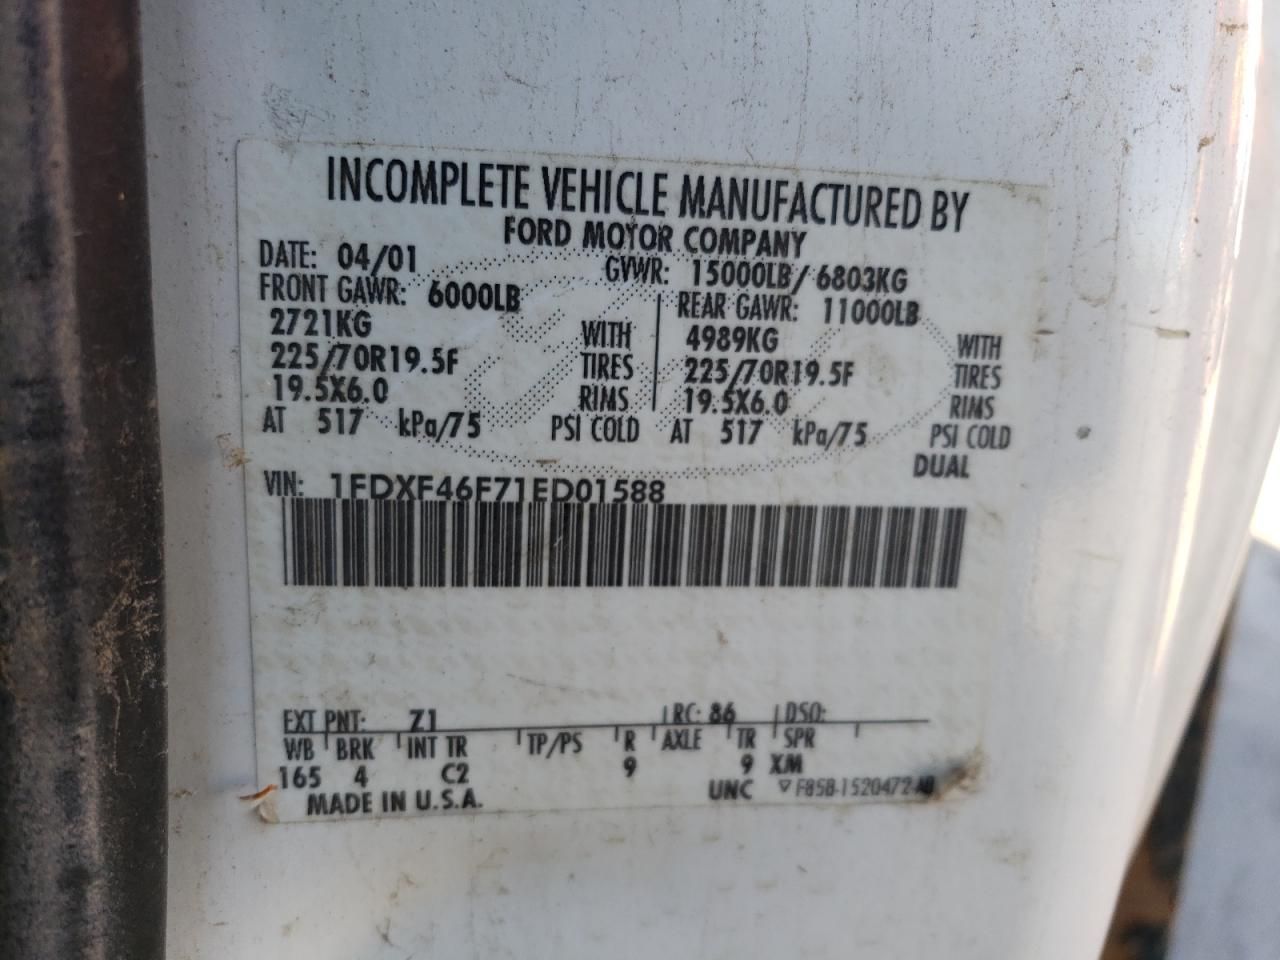 INCOMPLETE VEHICLE MANUFACTURED BY
FORD MOTOR COMPANY
DATE: 04/01 GVWR: 15000LB/ 6803KG
FRONT GAWR: 6000LB REAR GAWR: 11000LB
2721KG WITH 4989KG WITH
225/70R19.5F TIRES 225/70R19.5F TIRES
19.5X6.0 RIMS 19.5X6.0 RIMS
AT 517 kPa/75 PSI COLD AT 517 kPa/75 PSI COLD
DUAL
VIN: 1FDXF46F71ED01588
EXT PNT: Z1 RC: 86 DSO:
WB BRK INT TR TP/PS R AXLE TR SPR
165 4 C2 9 9 XM
MADE IN U.S.A. UNC F85B-1520472-AB